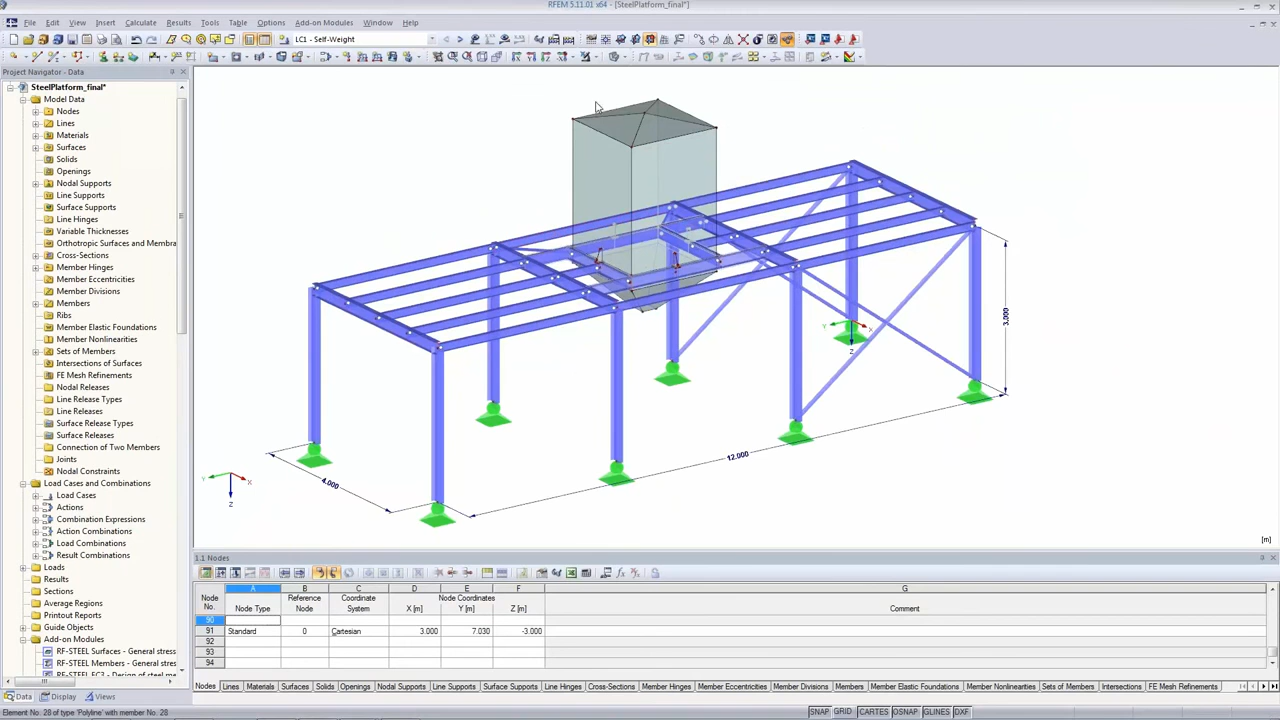 RFEM 5.11.01 x64 - [SteelPlatform_final*]
File Edit View Insert Calculate Results Tools Table Options Add-on Modules Window Help
LC1 - Self-Weight
Project Navigator - Data
SteelPlatform_final*
Model Data
Nodes
Lines
Materials
Surfaces
Solids
Openings
Nodal Supports
Line Supports
Surface Supports
Line Hinges
Variable Thicknesses
Orthotropic Surfaces and Membra
Cross-Sections
Member Hinges
Member Eccentricities
Member Divisions
Members
Ribs
Member Elastic Foundations
Member Nonlinearities
Sets of Members
Intersections of Surfaces
FE Mesh Refinements
Nodal Releases
Line Release Types
Line Releases
Surface Release Types
Surface Releases
Connection of Two Members
Joints
Nodal Constraints
Load Cases and Combinations
Load Cases
Actions
Combination Expressions
Action Combinations
Load Combinations
Result Combinations
Loads
Results
Sections
Average Regions
Printout Reports
Guide Objects
Add-on Modules
RF-STEEL Surfaces - General stress
RF-STEEL Members - General stres
RF-STEEL EC3 - Design of steel me
Data Display Views
3.000
12.000
4.000
X
Y
Z
Y
X
Z
[m]
1.1 Nodes
A B C D E F G
Node Reference Coordinate Node Coordinates
No. Node Type Node System X [m] Y [m] Z [m] Comment
90
91 Standard 0 Cartesian 3.000 7.030 -3.000
92
93
94
Nodes Lines Materials Surfaces Solids Openings Nodal Supports Line Supports Surface Supports Line Hinges Cross-Sections Member Hinges Member Eccentricities Member Divisions Members Member Elastic Foundations Member Nonlinearities Sets of Members Intersections FE Mesh Refinements
Element No. 28 of type 'Polyline' with member No. 28
SNAP GRID CARTES OSNAP GLINES DXF